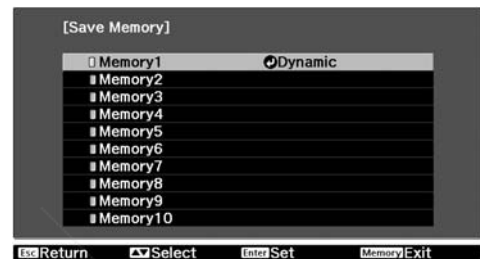 [Save Memory]
Memory1 Dynamic
Memory2
Memory3
Memory4
Memory5
Memory6
Memory7
Memory8
Memory9
Memory10
Esc Return Select Enter Set Memory Exit